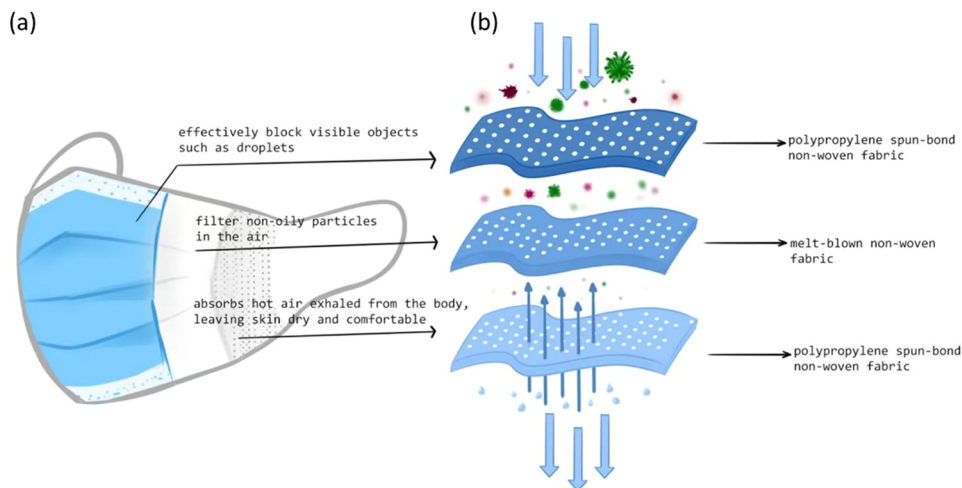 (a)
(b)
effectively block visible objects
such as droplets
polypropylene spun-bond
non-woven fabric
filter non-oily particles
in the air
melt-blown non-woven
fabric
absorbs hot air exhaled from the body,
leaving skin dry and comfortable
polypropylene spun-bond
non-woven fabric